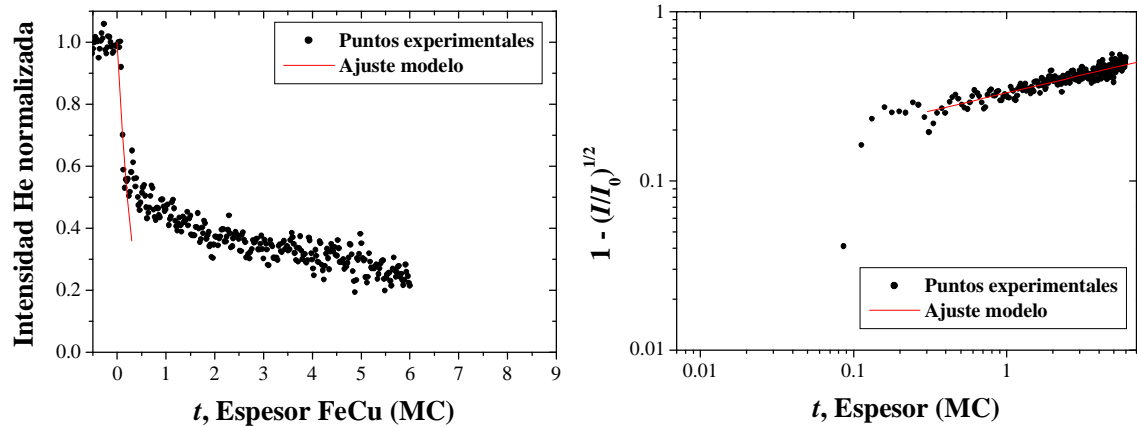 Intensidad He normalizada
1.0
0.8
0.6
0.4
0.2
0.0
0 1 2 3 4 5 6 7 8 9
t, Espesor FeCu (MC)
Puntos experimentales
Ajuste modelo
1 - (I/I₀)^1/2
1
0.1
0.01
0.01 0.1 1
t, Espesor (MC)
Puntos experimentales
Ajuste modelo